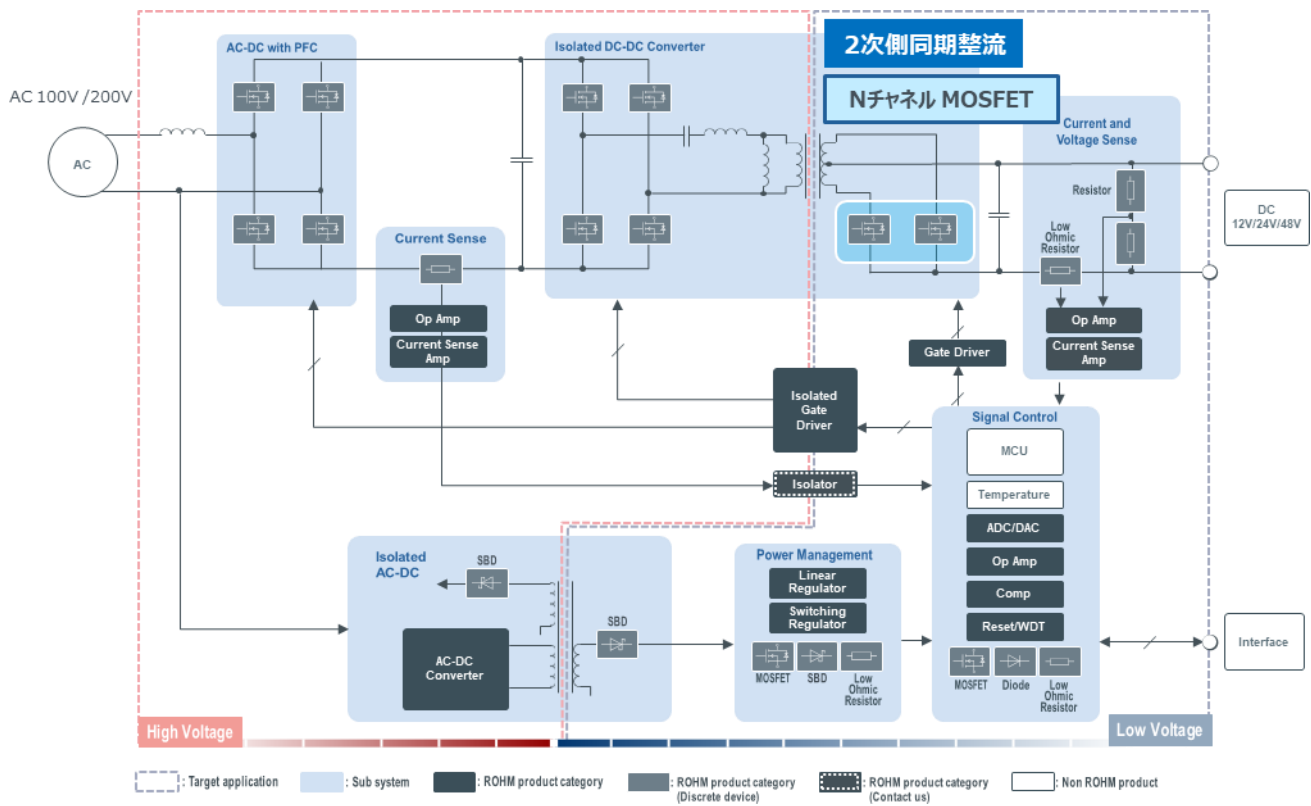 AC-DC with PFC
Isolated DC-DC Converter
2次側同期整流
Nチャネル MOSFET
AC 100V /200V
AC
Current and
Voltage Sense
Resistor
Low
Ohmic
Resistor
DC
12V/24V/48V
Current Sense
Op Amp
Current Sense
Amp
Op Amp
Current Sense
Amp
Gate Driver
Isolated
Gate
Driver
Isolator
Signal Control
MCU
Temperature
ADC/DAC
Op Amp
Comp
Reset/WDT
MOSFET
Diode
Low
Ohmic
Resistor
Isolated
AC-DC
SBD
SBD
AC-DC
Converter
Power Management
Linear
Regulator
Switching
Regulator
MOSFET
SBD
Low
Ohmic
Resistor
Interface
High Voltage
Low Voltage
: Target application
: Sub system
: ROHM product category
: ROHM product category
(Discrete device)
: ROHM product category
(Contact us)
: Non ROHM product